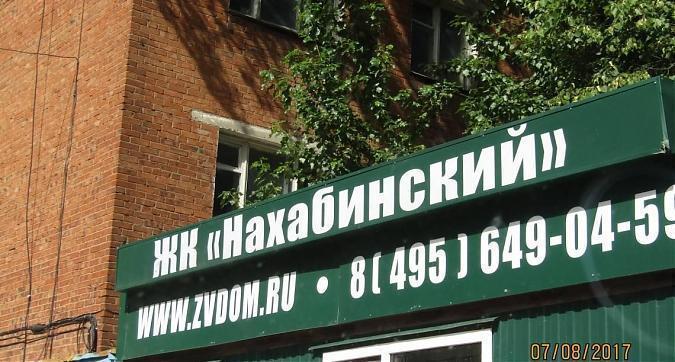 ЖК «Нахабинский»
WWW.ZVDOM.RU • 8 ( 495 ) 649-04-59
07/08/2017